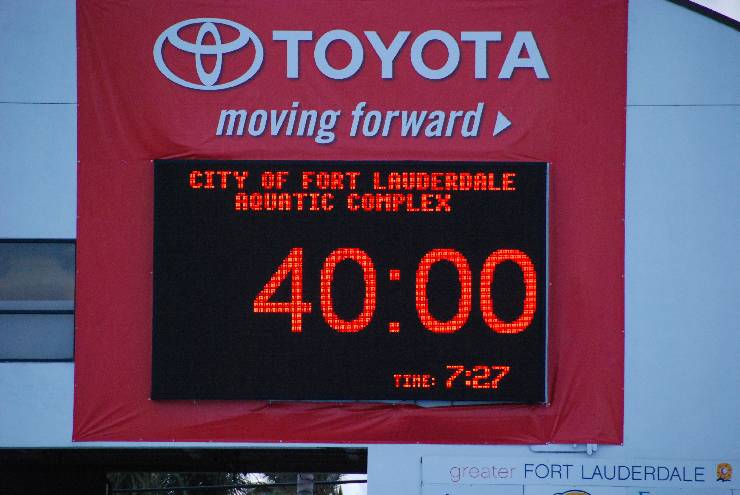 TOYOTA
moving forward
CITY OF FORT LAUDERDALE
AQUATIC COMPLEX
40:00
TIME: 7:27
greater FORT LAUDERDALE